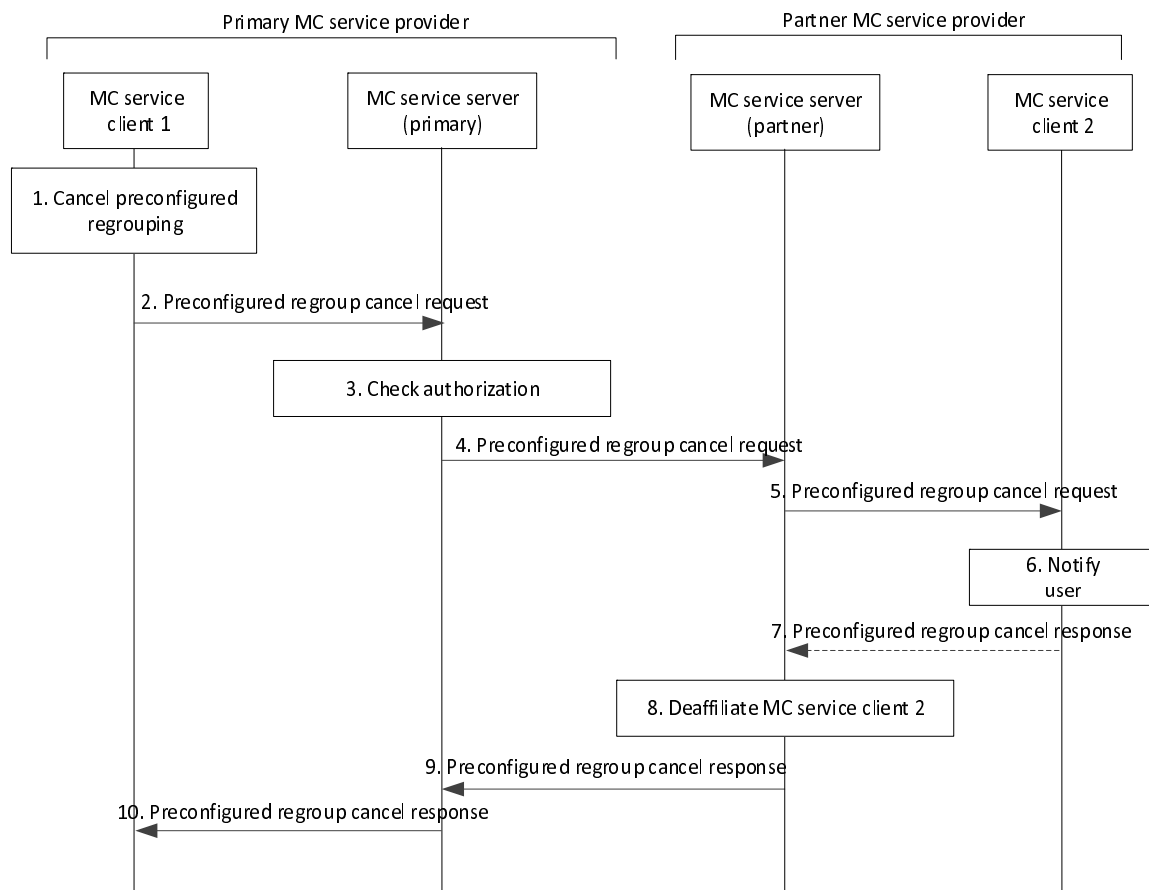 Primary MC service provider
Partner MC service provider
MC service
client 1
MC service server
(primary)
MC service server
(partner)
MC service
client 2
1. Cancel preconfigured
regrouping
2. Preconfigured regroup cancel request
3. Check authorization
4. Preconfigured regroup cancel request
5. Preconfigured regroup cancel request
6. Notify
user
7. Preconfigured regroup cancel response
8. Deaffiliate MC service client 2
9. Preconfigured regroup cancel response
10. Preconfigured regroup cancel response